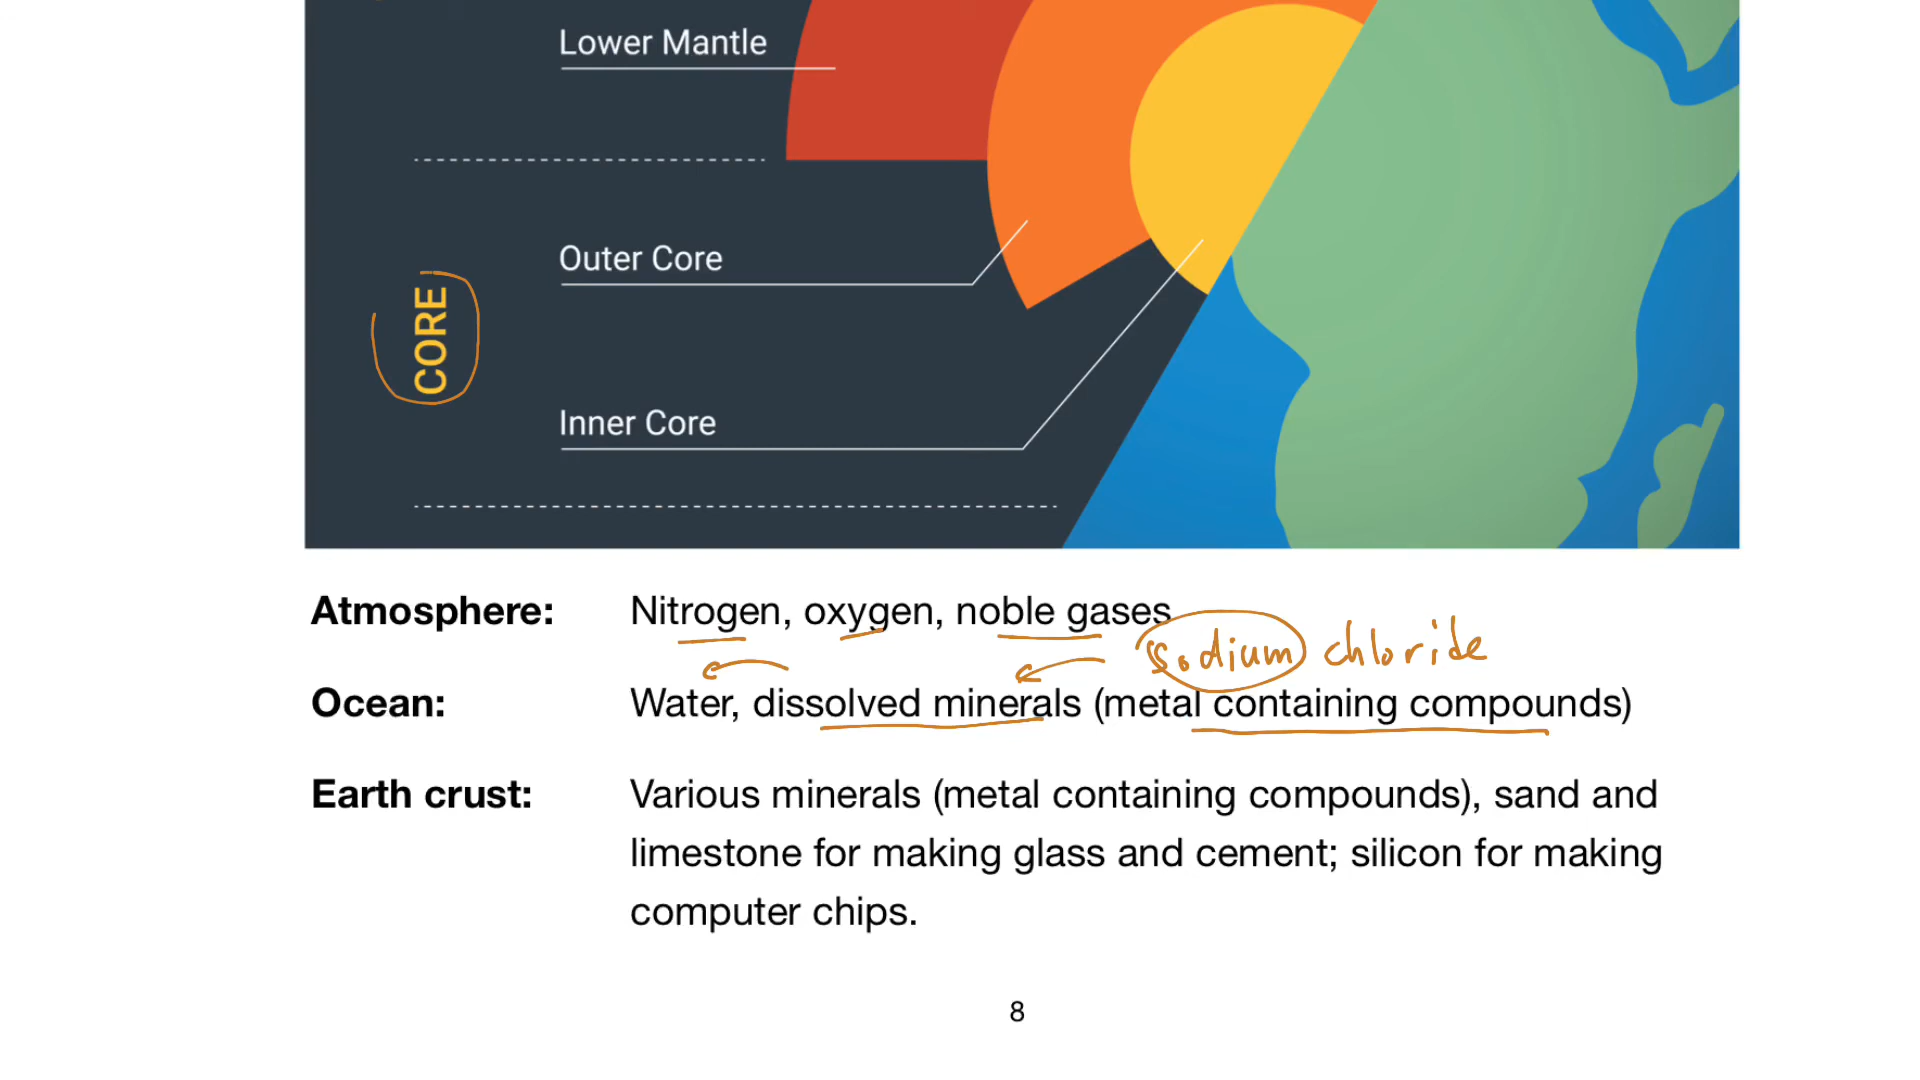 Lower Mantle
Outer Core
CORE
Inner Core
Atmosphere: Nitrogen, oxygen, noble gases
sodium chloride
Ocean: Water, dissolved minerals (metal containing compounds)
Earth crust: Various minerals (metal containing compounds), sand and
limestone for making glass and cement; silicon for making
computer chips.
8